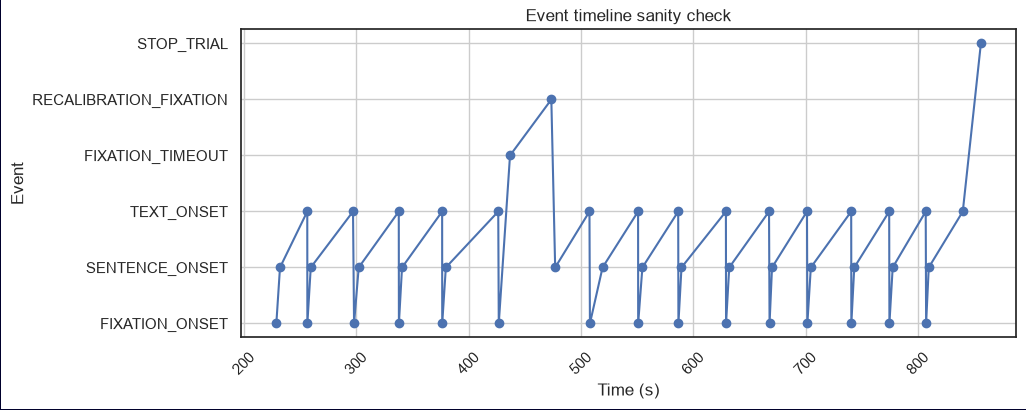 Event timeline sanity check
STOP_TRIAL
RECALIBRATION_FIXATION
FIXATION_TIMEOUT
TEXT_ONSET
SENTENCE_ONSET
FIXATION_ONSET
Event
200
300
400
500
600
700
800
Time (s)